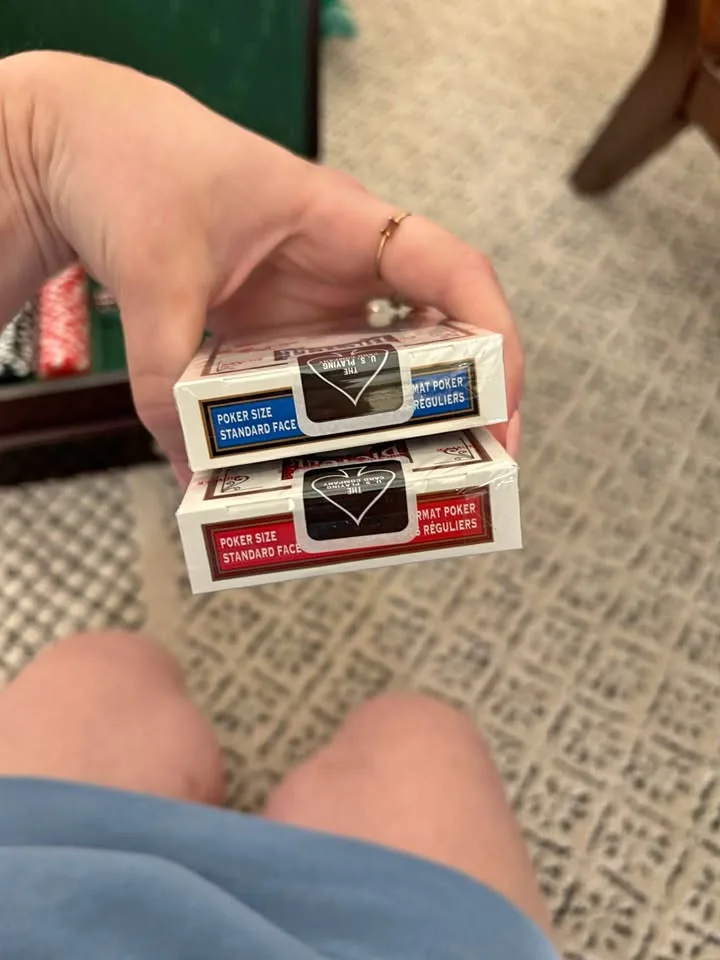 THE
U. S. PLAYING
POKER SIZE
STANDARD FACE
MAT POKER
RÉGULIERS
THE
U. S. PLAYING
CARD COMPANY
POKER SIZE
STANDARD FACE
RMAT POKER
S RÉGULIERS